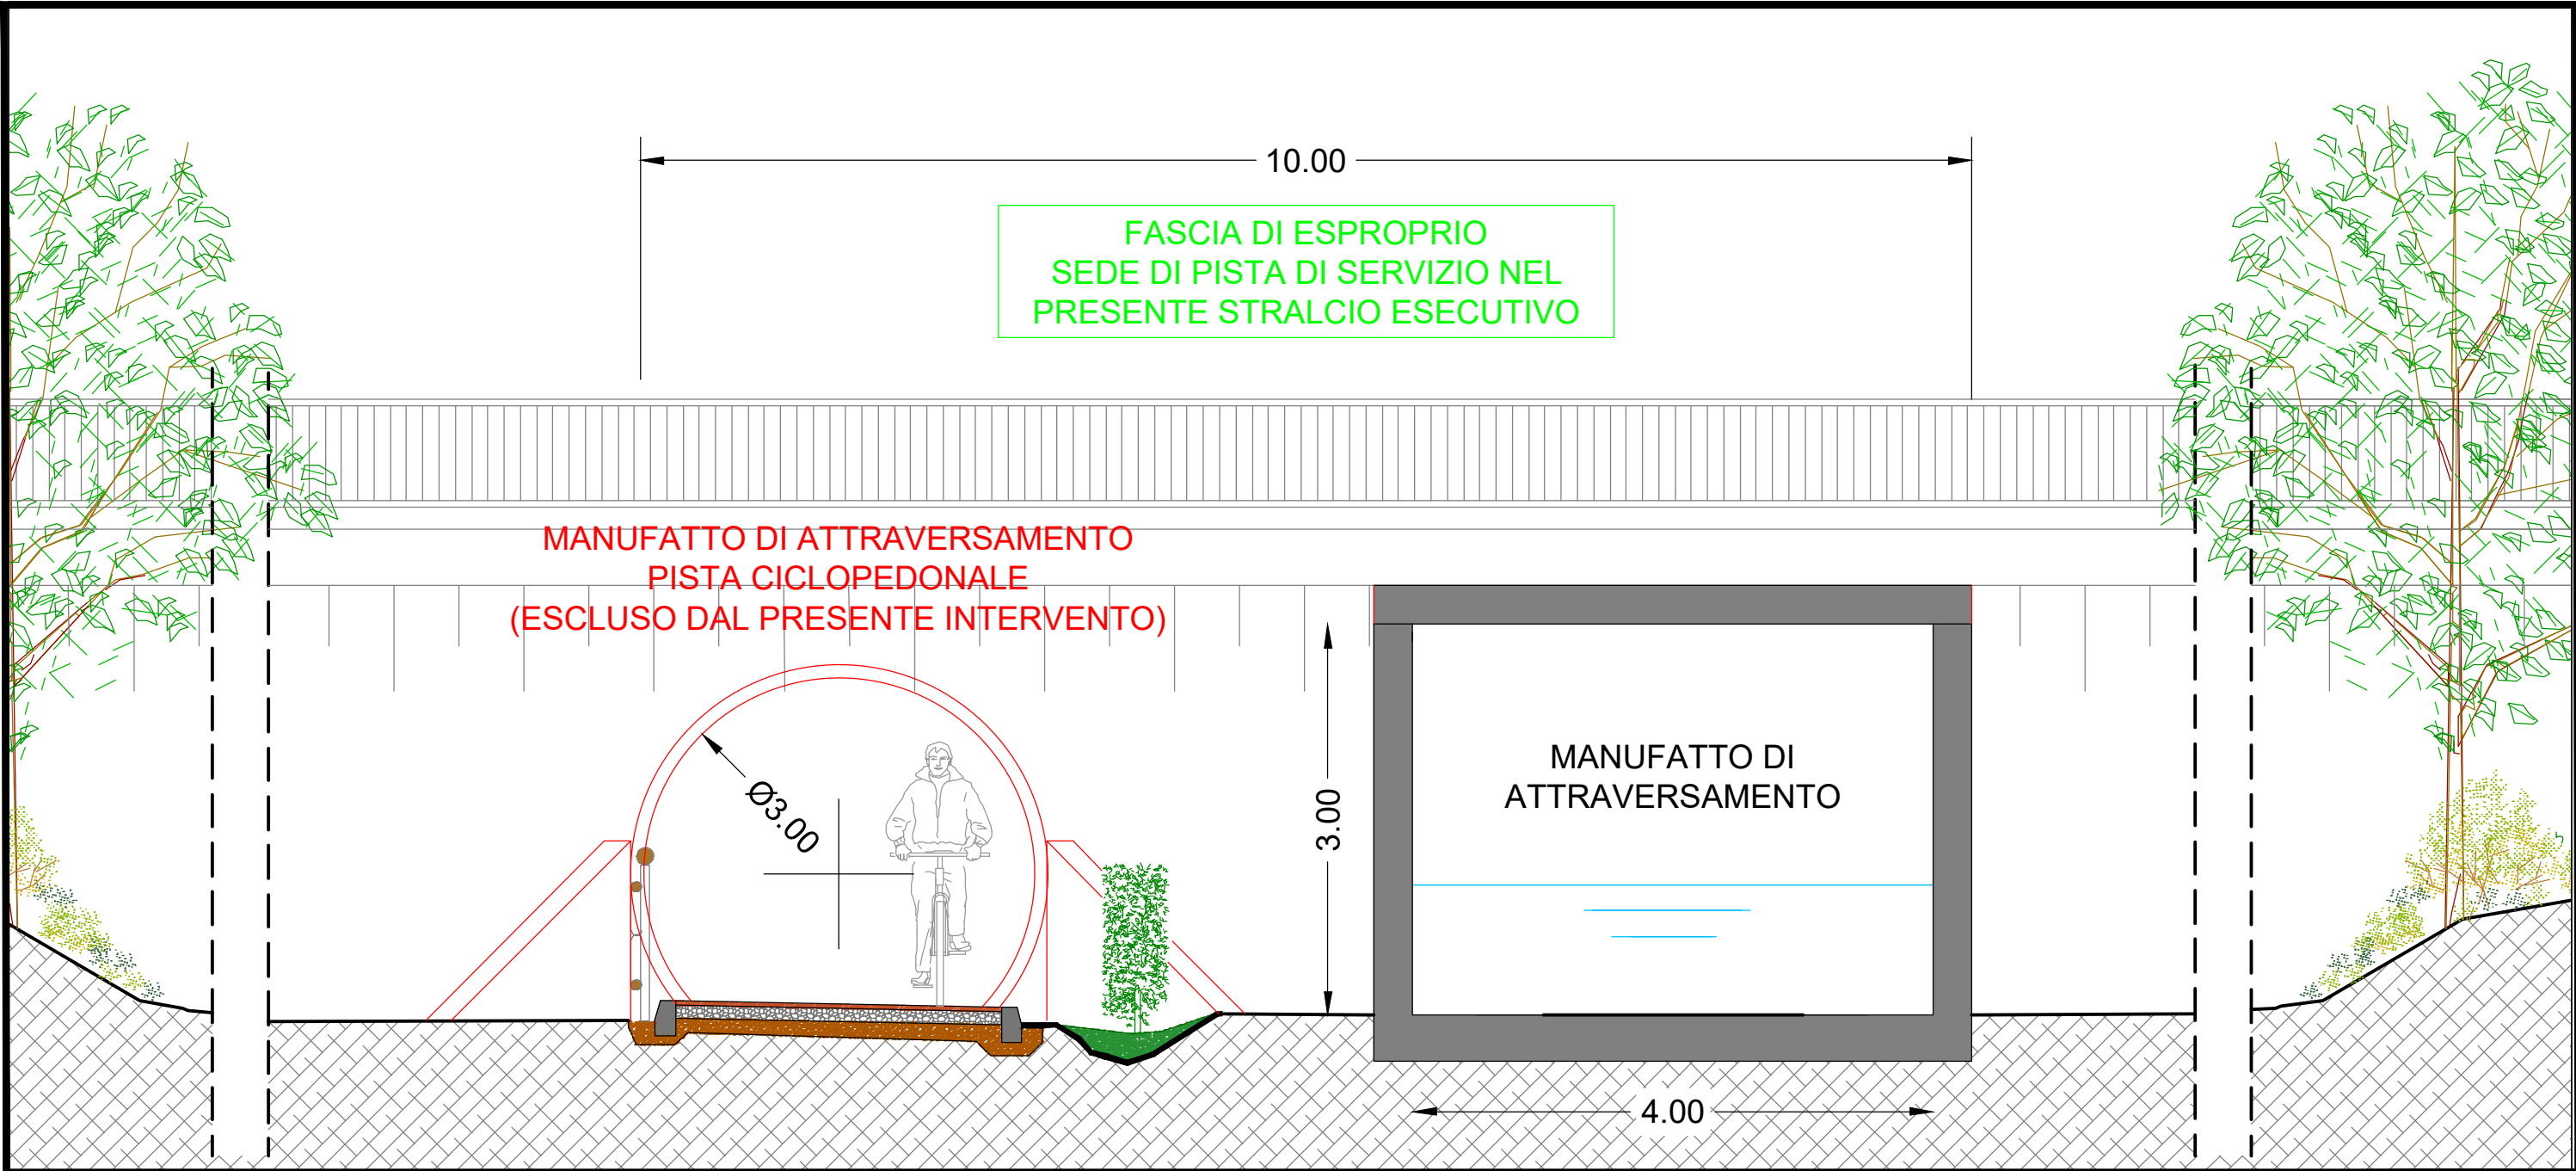 10.00
FASCIA DI ESPROPRIO
SEDE DI PISTA DI SERVIZIO NEL
PRESENTE STRALCIO ESECUTIVO
MANUFATTO DI ATTRAVERSAMENTO
PISTA CICLOPEDONALE
(ESCLUSO DAL PRESENTE INTERVENTO)
Ø3.00
3.00
MANUFATTO DI
ATTRAVERSAMENTO
4.00